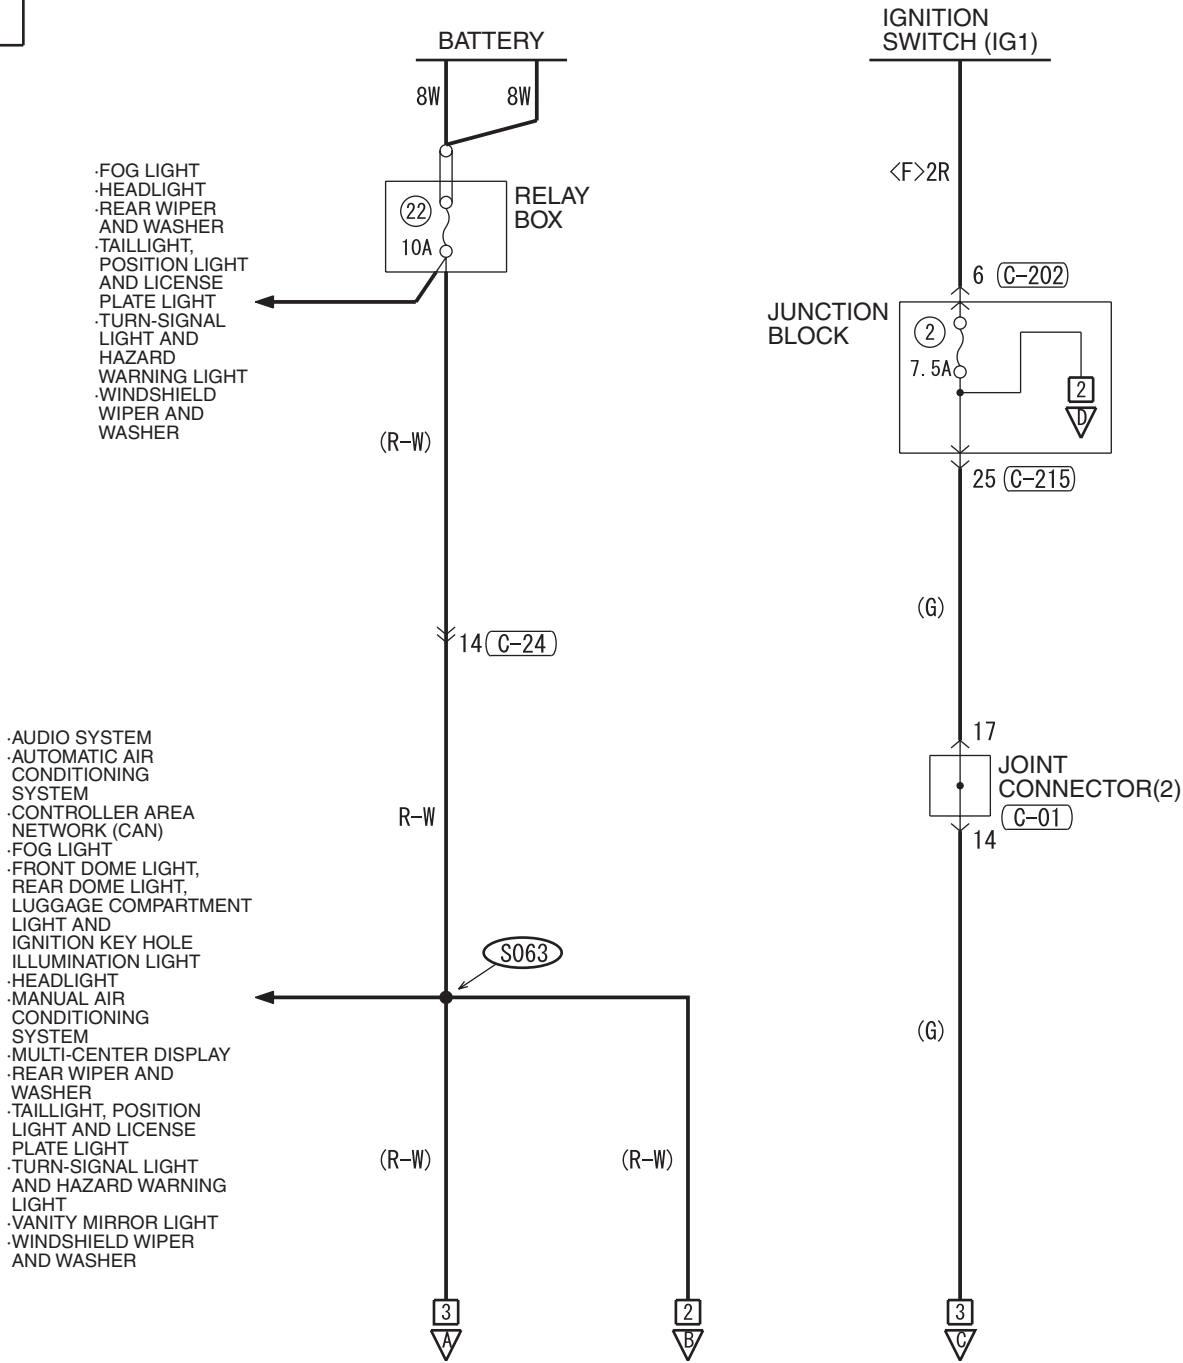 BATTERY
8W
8W
IGNITION
SWITCH (IG1)
<F>2R
·FOG LIGHT
·HEADLIGHT
·REAR WIPER
AND WASHER
·TAILLIGHT,
POSITION LIGHT
AND LICENSE
PLATE LIGHT
·TURN-SIGNAL
LIGHT AND
HAZARD
WARNING LIGHT
·WINDSHIELD
WIPER AND
WASHER
22
10A
RELAY
BOX
6 C-202
JUNCTION
BLOCK
2
7.5A
2
D
25 C-215
(R-W)
(G)
14 C-24
17
JOINT
CONNECTOR(2)
C-01
14
R-W
·AUDIO SYSTEM
·AUTOMATIC AIR
CONDITIONING
SYSTEM
·CONTROLLER AREA
NETWORK (CAN)
·FOG LIGHT
·FRONT DOME LIGHT,
REAR DOME LIGHT,
LUGGAGE COMPARTMENT
LIGHT AND
IGNITION KEY HOLE
ILLUMINATION LIGHT
·HEADLIGHT
·MANUAL AIR
CONDITIONING
SYSTEM
·MULTI-CENTER DISPLAY
·REAR WIPER AND
WASHER
·TAILLIGHT, POSITION
LIGHT AND LICENSE
PLATE LIGHT
·TURN-SIGNAL LIGHT
AND HAZARD WARNING
LIGHT
·VANITY MIRROR LIGHT
·WINDSHIELD WIPER
AND WASHER
S063
(G)
(R-W)
(R-W)
3
A
2
B
3
C